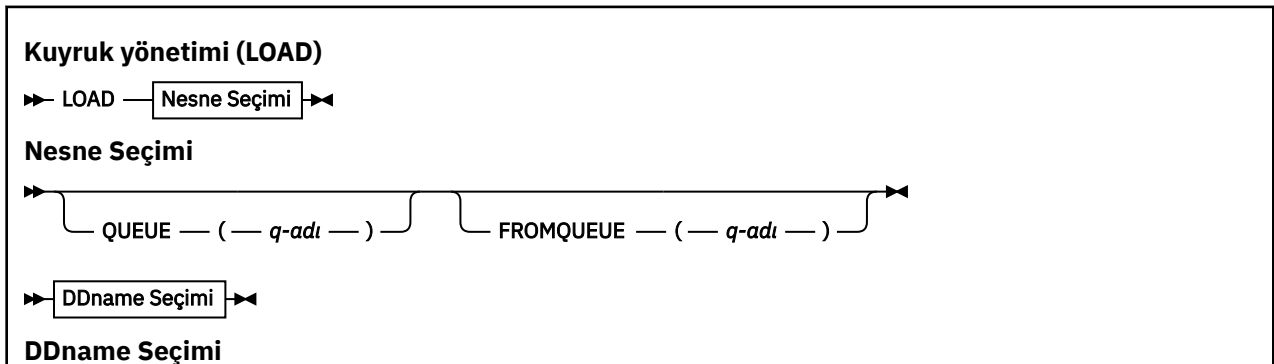 Kuyruk yönetimi (LOAD)
LOAD Nesne Seçimi
Nesne Seçimi
QUEUE ( q-adı ) FROMQUEUE ( q-adı )
DDname Seçimi
DDname Seçimi